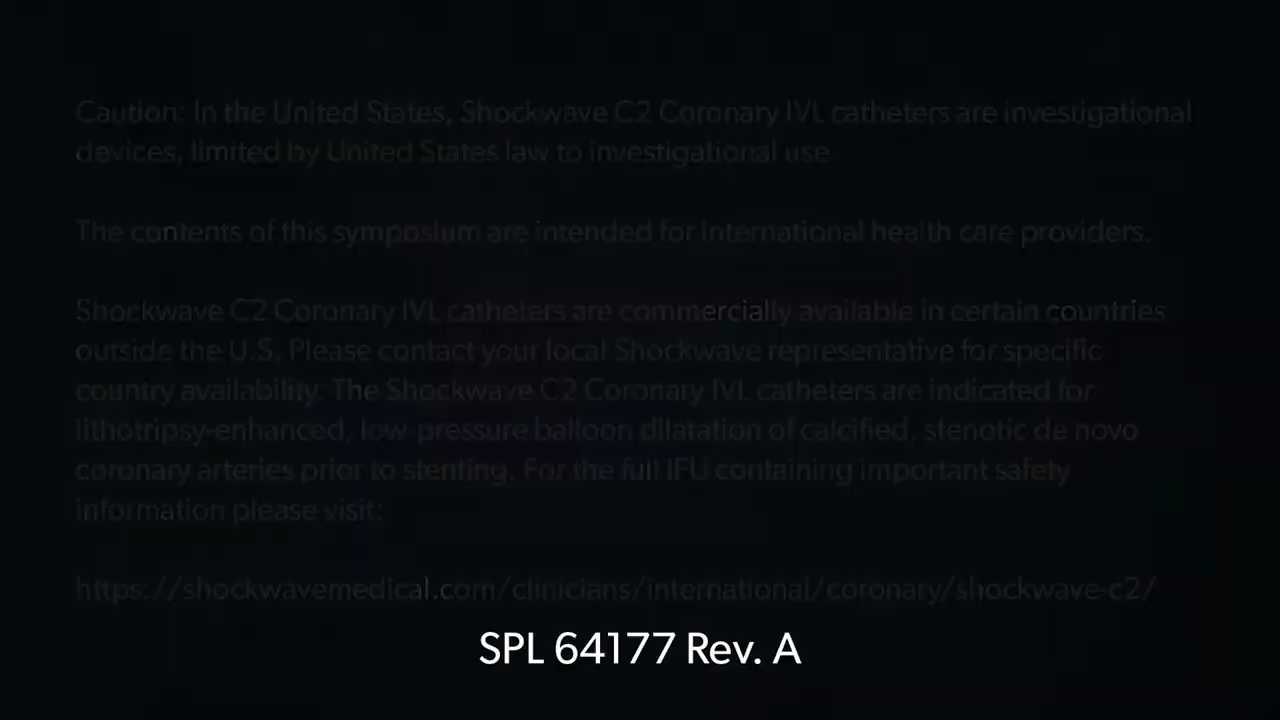 Caution: In the United States, Shockwave C2 Coronary IVL catheters are investigational
devices, limited by United States law to investigational use.
The contents of this symposium are intended for international health care providers.
Shockwave C2 Coronary IVL catheters are commercially available in certain countries
outside the U.S. Please contact your local Shockwave representative for specific
country availability. The Shockwave C2 Coronary IVL catheters are indicated for
lithotripsy-enhanced, low-pressure balloon dilatation of calcified, stenotic de novo
coronary arteries prior to stenting. For the full IFU containing important safety
information please visit:
https://shockwavemedical.com/clinicians/international/coronary/shockwave-c2/
SPL 64177 Rev. A